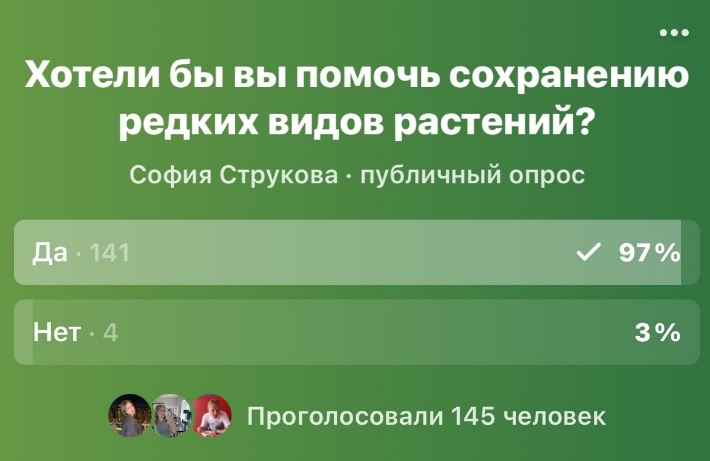 Хотели бы вы помочь сохранению
редких видов растений?
София Струкова · публичный опрос
Да · 141 97%
Нет · 4 3%
Проголосовали 145 человек